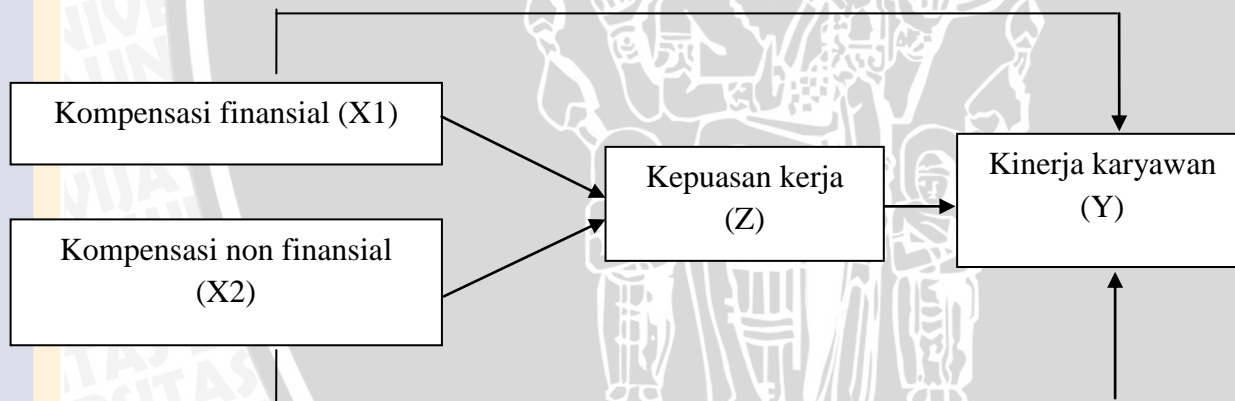 Kompensasi finansial (X1)
Kompensasi non finansial
(X2)
Kepuasan kerja
(Z)
Kinerja karyawan
(Y)